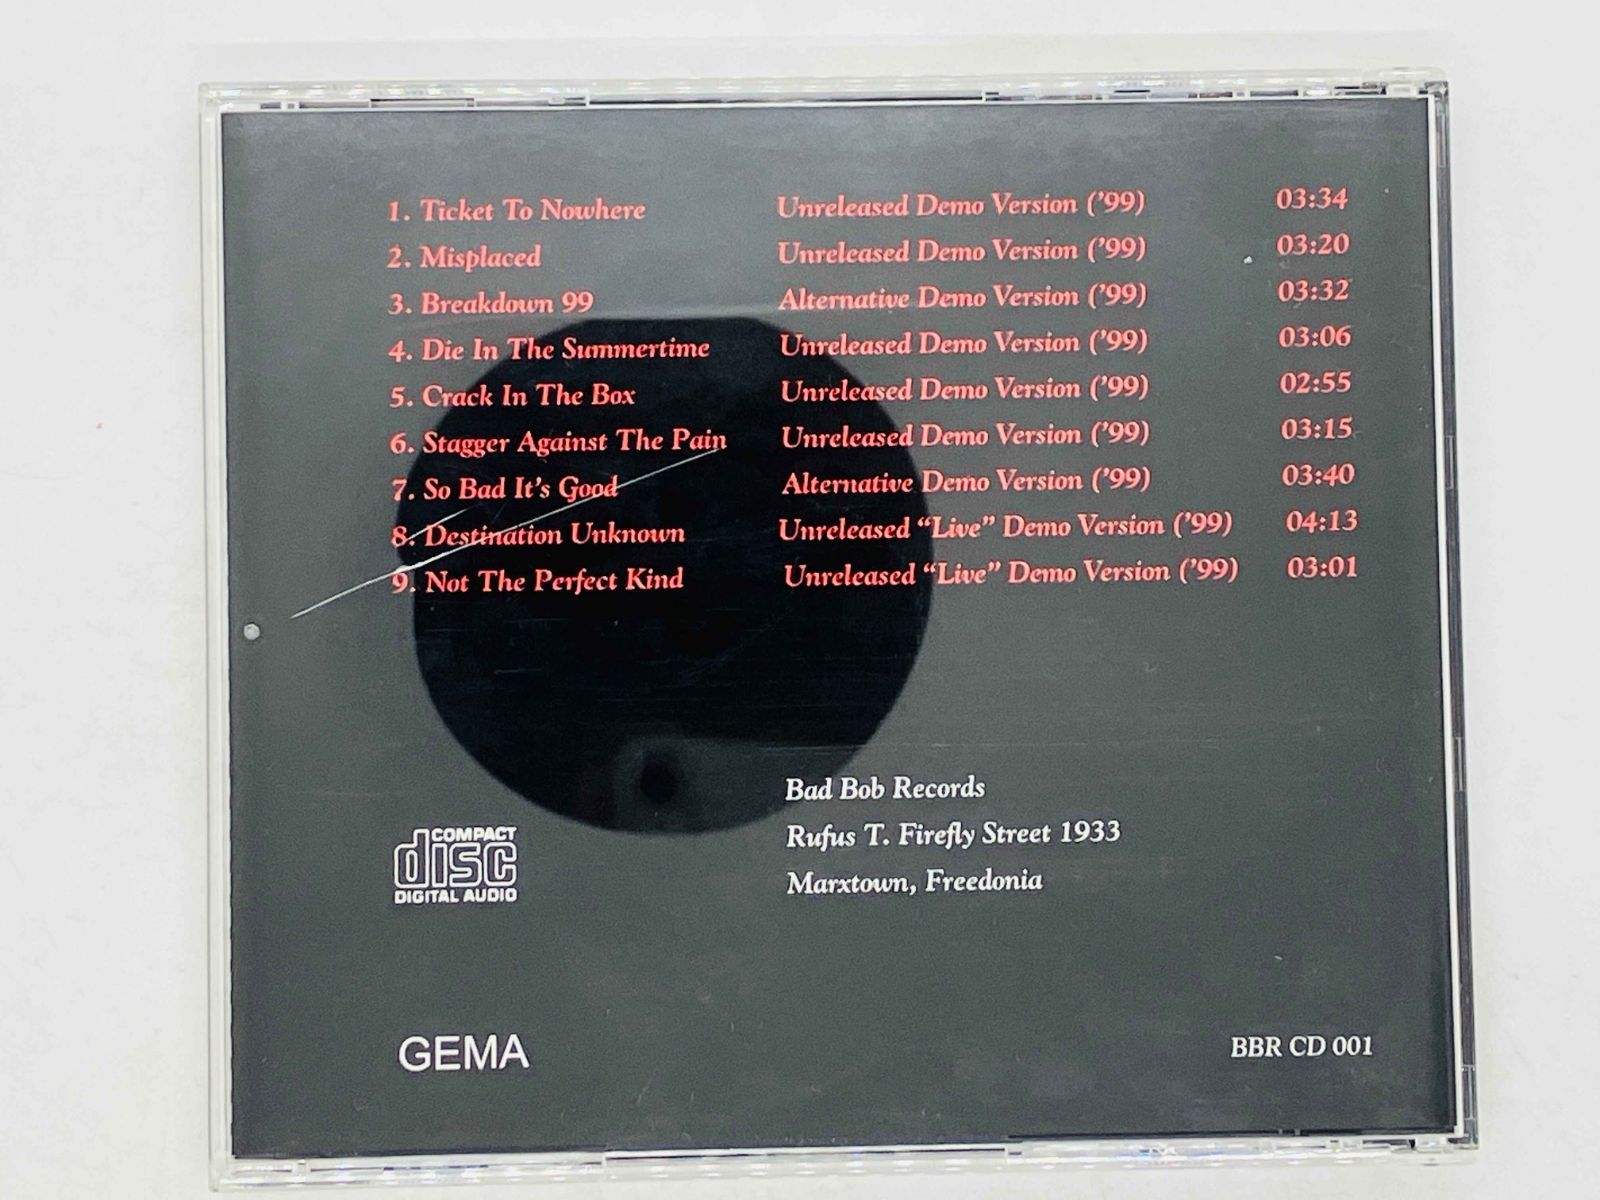 1. Ticket To Nowhere Unreleased Demo Version ('99) 03:34
2. Misplaced Unreleased Demo Version ('99) 03:20
3. Breakdown 99 Alternative Demo Version ('99) 03:32
4. Die In The Summertime Unreleased Demo Version ('99) 03:06
5. Crack In The Box Unreleased Demo Version ('99) 02:55
6. Stagger Against The Pain Unreleased Demo Version ('99) 03:15
7. So Bad It's Good Alternative Demo Version ('99) 03:40
8. Destination Unknown Unreleased “Live” Demo Version ('99) 04:13
9. Not The Perfect Kind Unreleased “Live” Demo Version ('99) 03:01
Bad Bob Records
Rufus T. Firefly Street 1933
Marxtown, Freedonia
COMPACT
disc
DIGITAL AUDIO
GEMA
BBR CD 001